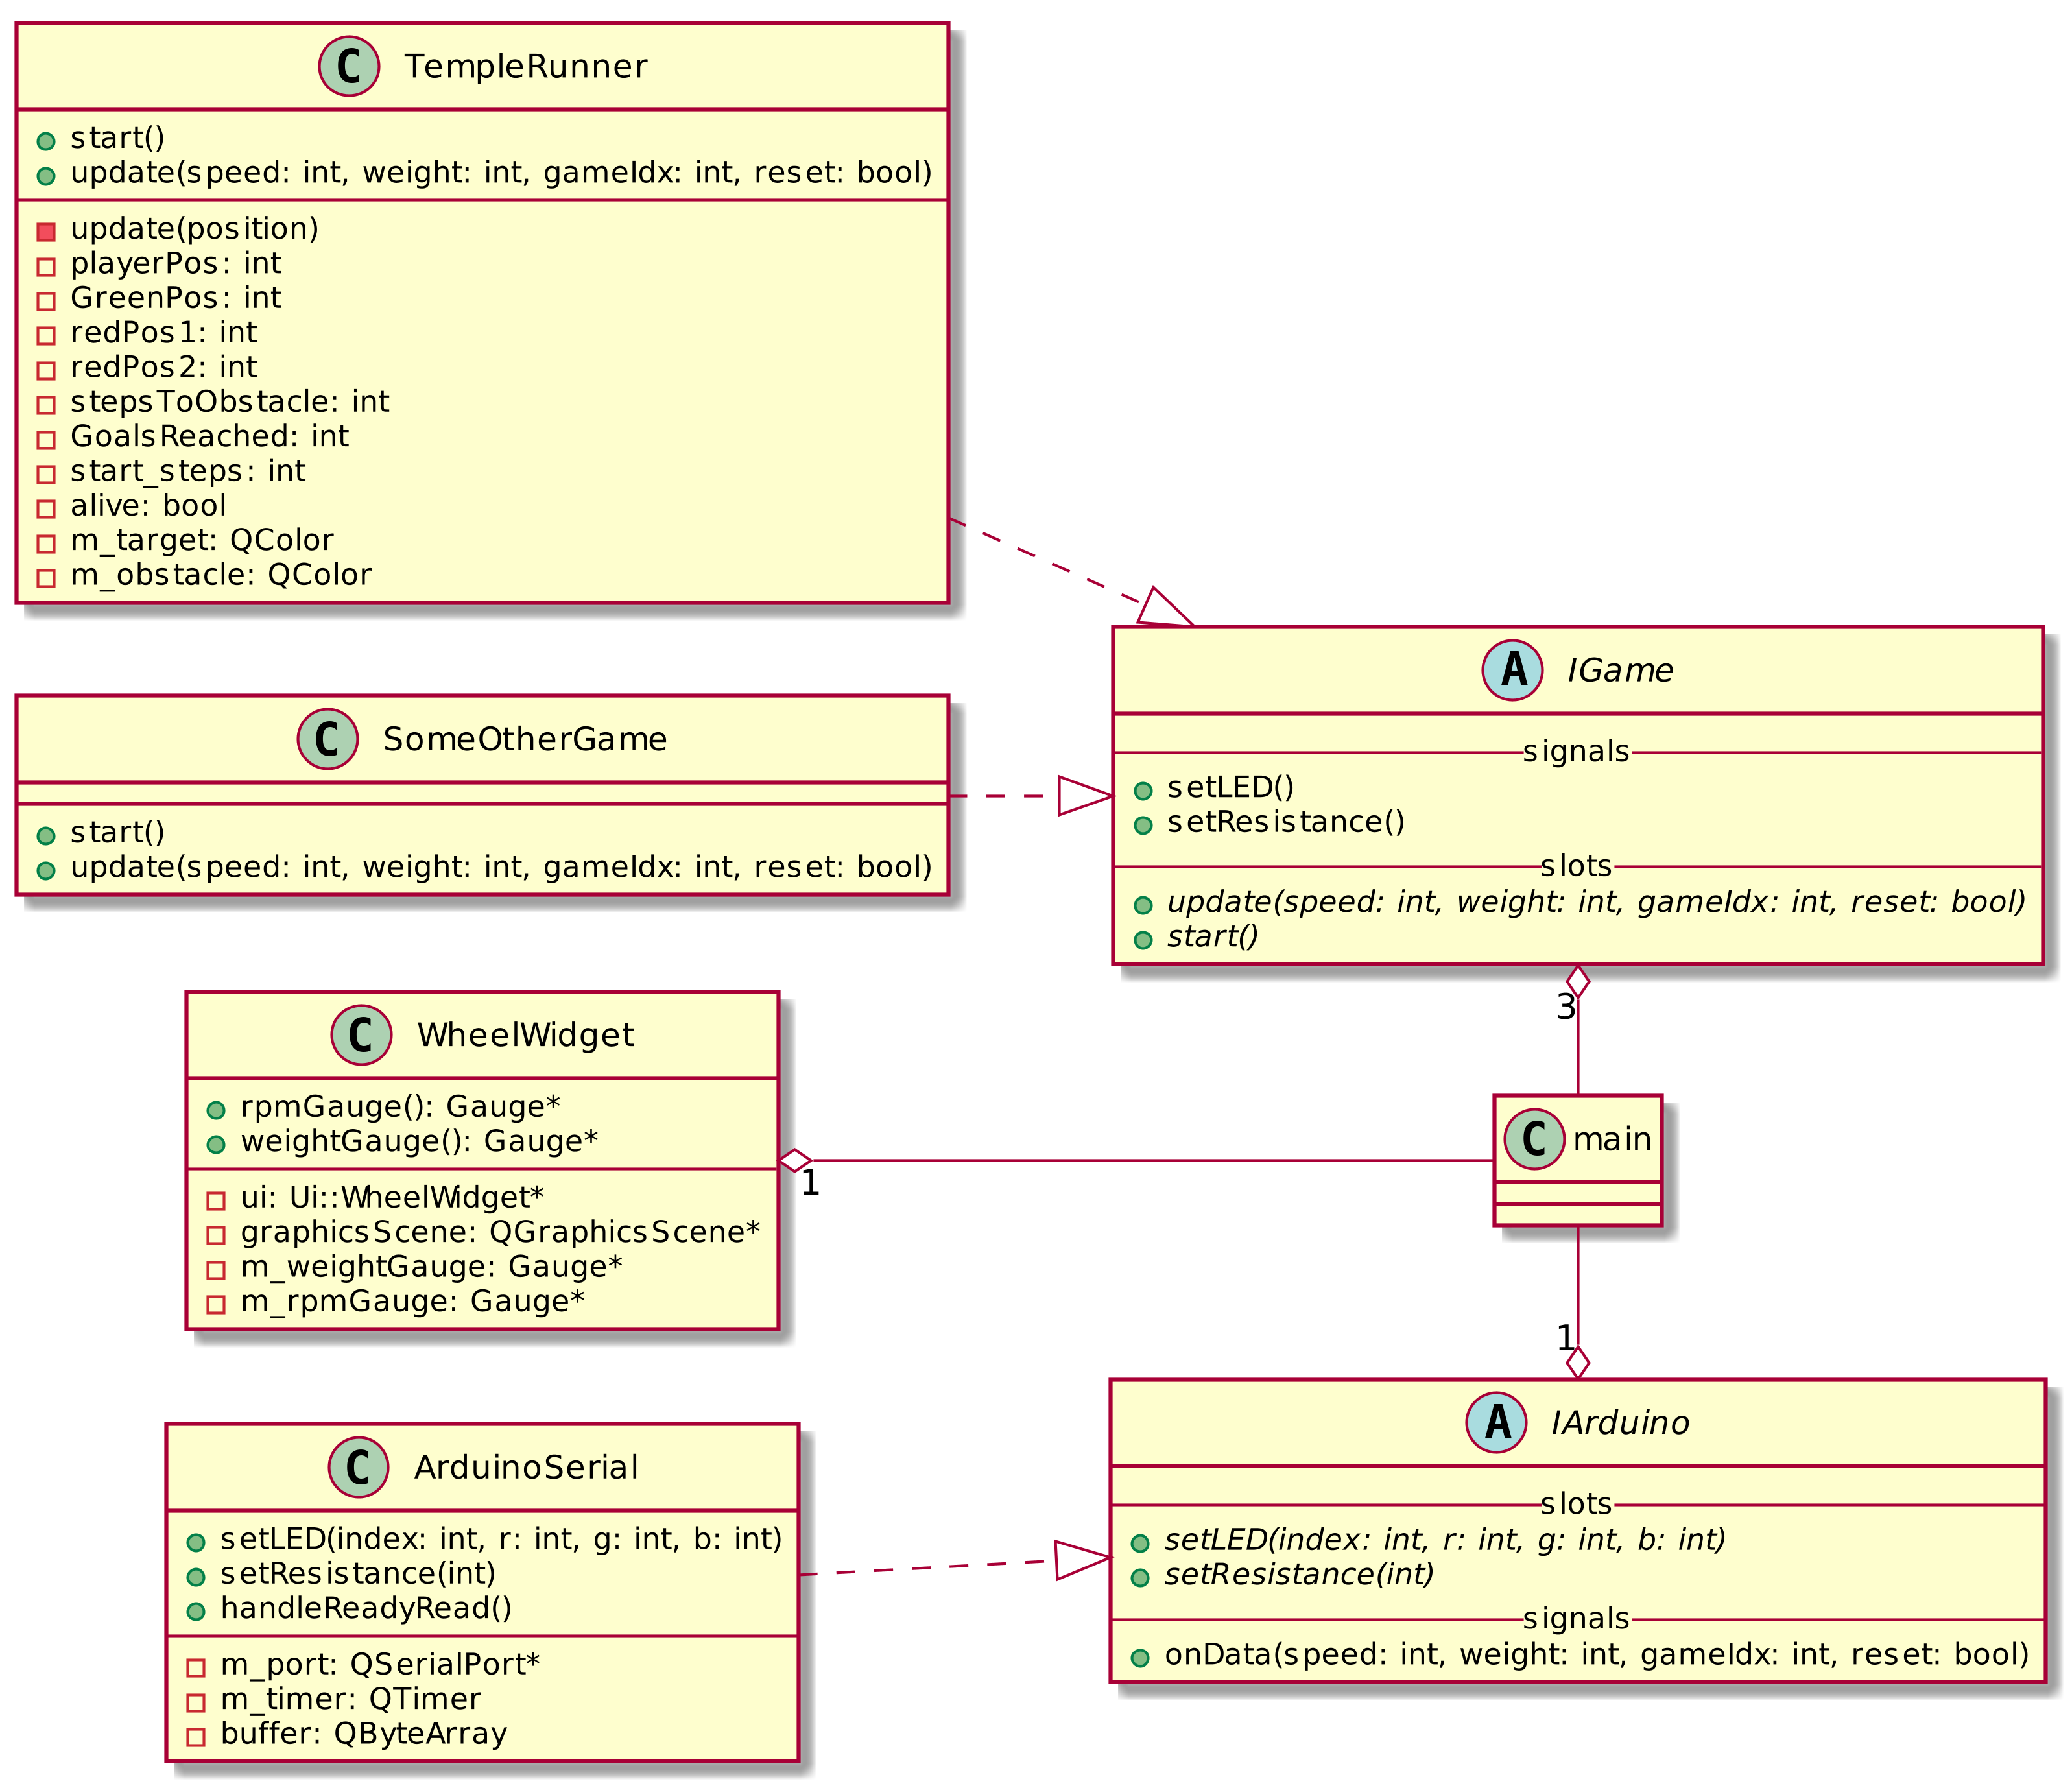 C TempleRunner
start()
update(speed: int, weight: int, gameIdx: int, reset: bool)
update(position)
playerPos: int
GreenPos: int
redPos1: int
redPos2: int
stepsToObstacle: int
GoalsReached: int
start_steps: int
alive: bool
m_target: QColor
m_obstacle: QColor
A IGame
signals
setLED()
setResistance()
slots
update(speed: int, weight: int, gameIdx: int, reset: bool)
start()
C SomeOtherGame
start()
update(speed: int, weight: int, gameIdx: int, reset: bool)
3
C WheelWidget
rpmGauge(): Gauge*
weightGauge(): Gauge*
ui: Ui::WheelWidget*
graphicsScene: QGraphicsScene*
m_weightGauge: Gauge*
m_rpmGauge: Gauge*
1
C main
1
C ArduinoSerial
setLED(index: int, r: int, g: int, b: int)
setResistance(int)
handleReadyRead()
m_port: QSerialPort*
m_timer: QTimer
buffer: QByteArray
A IArduino
slots
setLED(index: int, r: int, g: int, b: int)
setResistance(int)
signals
onData(speed: int, weight: int, gameIdx: int, reset: bool)